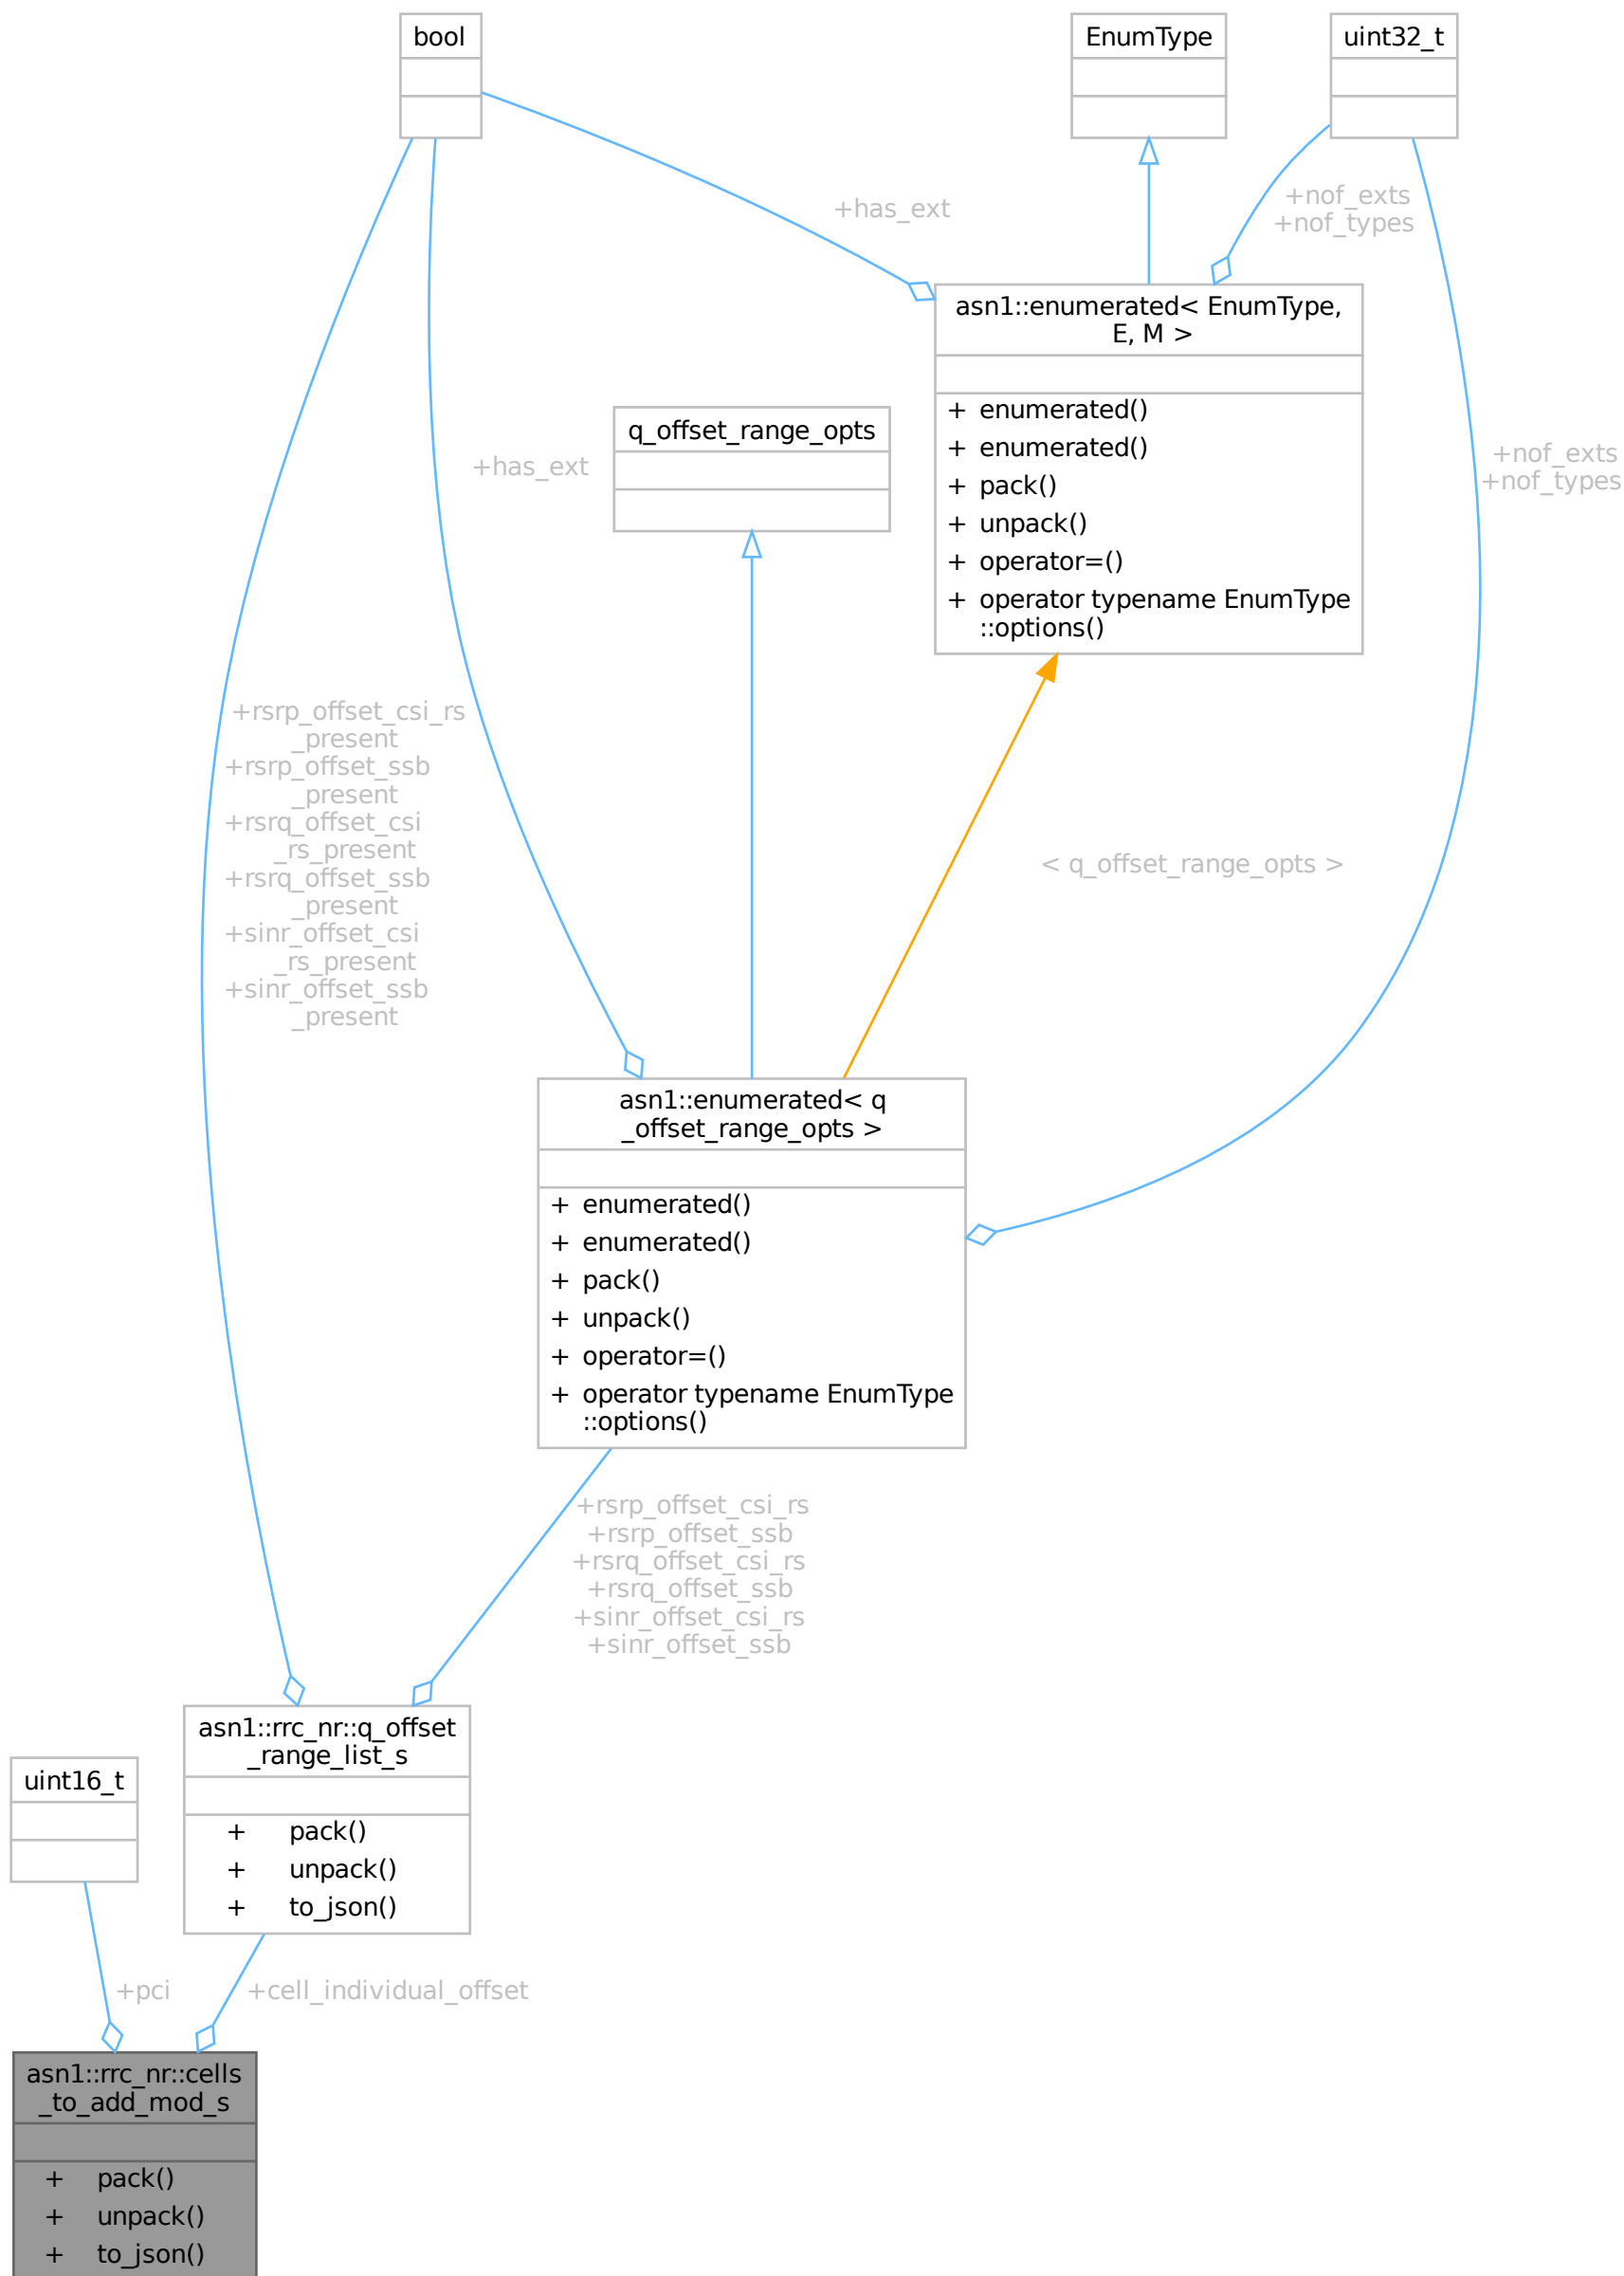 bool
EnumType
uint32_t
+has_ext
+nof_exts
+nof_types
asn1::enumerated< EnumType,
E, M >
+ enumerated()
+ enumerated()
+ pack()
+ unpack()
+ operator=()
+ operator typename EnumType
::options()
q_offset_range_opts
+has_ext
+nof_exts
+nof_types
+rsrp_offset_csi_rs
_present
+rsrp_offset_ssb
_present
+rsrq_offset_csi
_rs_present
+rsrq_offset_ssb
_present
+sinr_offset_csi
_rs_present
+sinr_offset_ssb
_present
< q_offset_range_opts >
asn1::enumerated< q
_offset_range_opts >
+ enumerated()
+ enumerated()
+ pack()
+ unpack()
+ operator=()
+ operator typename EnumType
::options()
+rsrp_offset_csi_rs
+rsrp_offset_ssb
+rsrq_offset_csi_rs
+rsrq_offset_ssb
+sinr_offset_csi_rs
+sinr_offset_ssb
asn1::rrc_nr::q_offset
_range_list_s
+ pack()
+ unpack()
+ to_json()
uint16_t
+pci
+cell_individual_offset
asn1::rrc_nr::cells
_to_add_mod_s
+ pack()
+ unpack()
+ to_json()